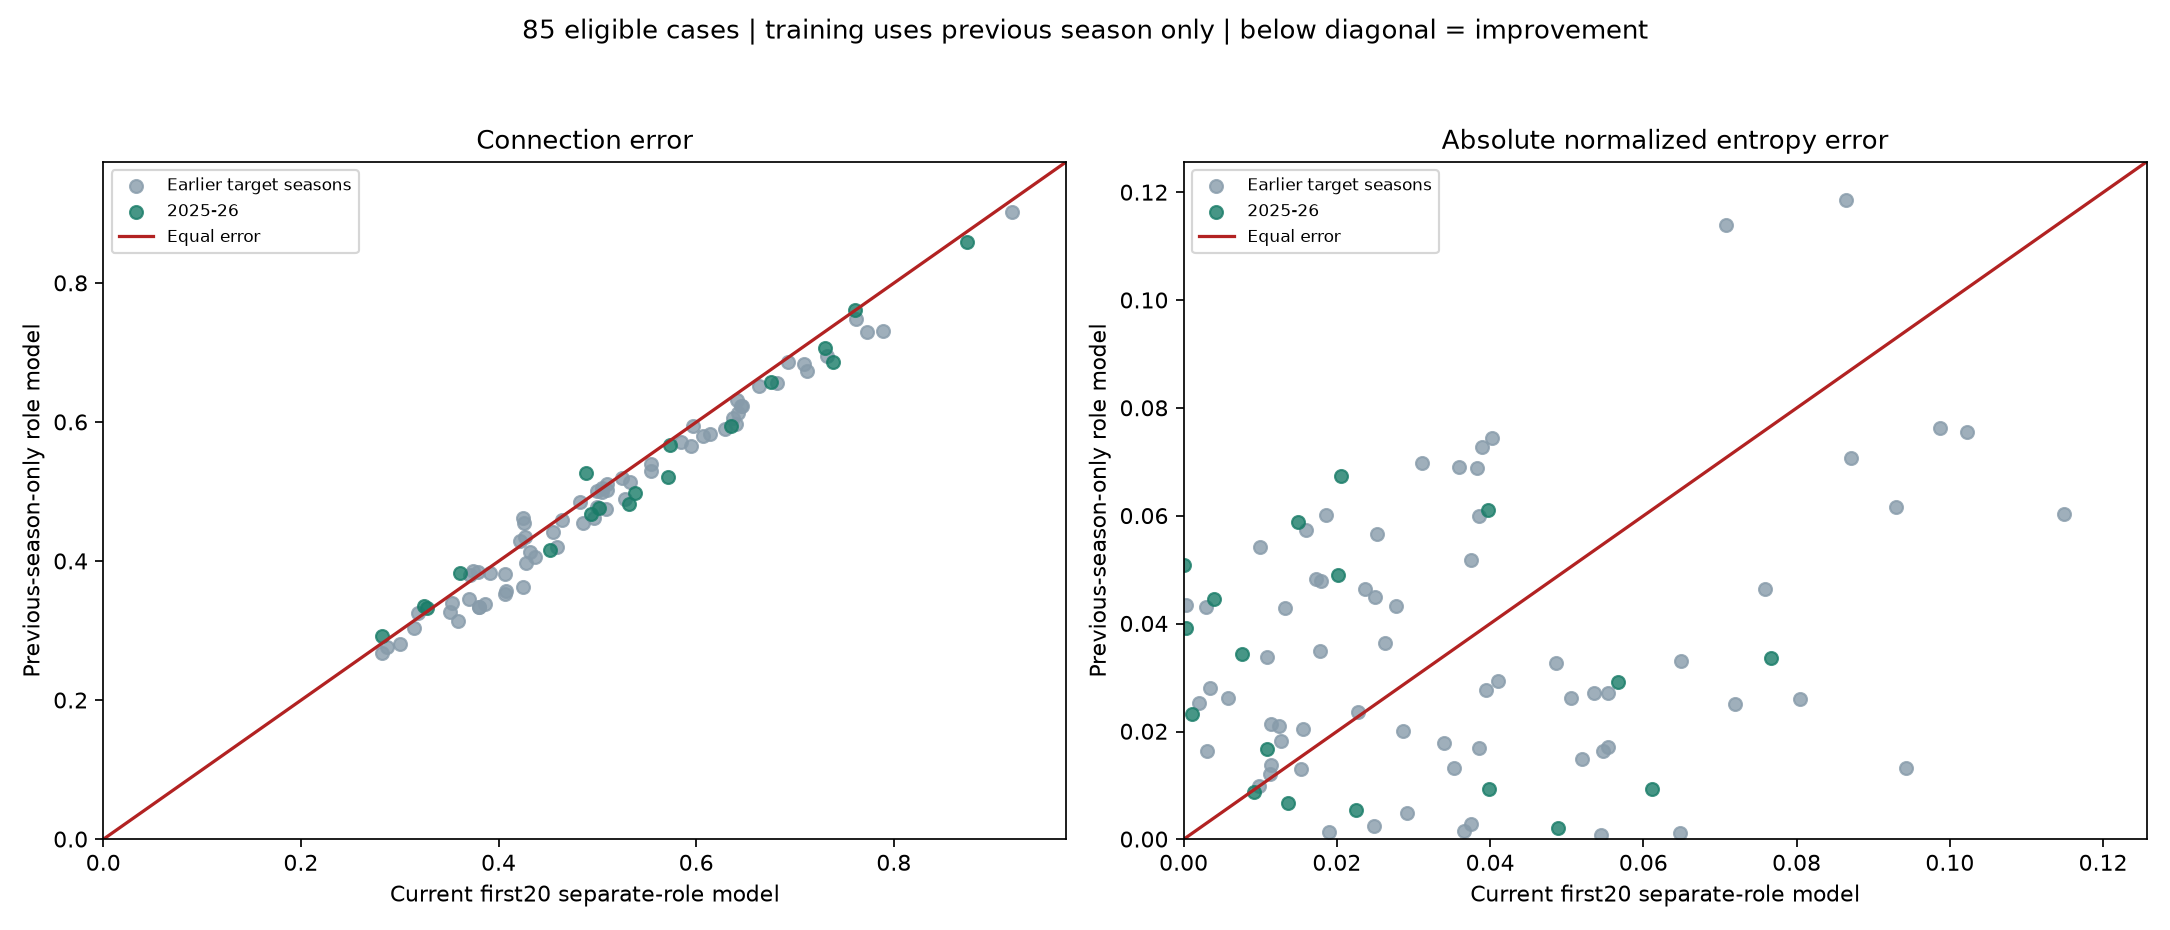 85 eligible cases | training uses previous season only | below diagonal = improvement
Connection error
Earlier target seasons
2025-26
Equal error
0.8
0.6
0.4
0.2
0.0
Previous-season-only role model
0.0 0.2 0.4 0.6 0.8
Current first20 separate-role model
Absolute normalized entropy error
Earlier target seasons
2025-26
Equal error
0.12
0.10
0.08
0.06
0.04
0.02
0.00
Previous-season-only role model
0.00 0.02 0.04 0.06 0.08 0.10 0.12
Current first20 separate-role model